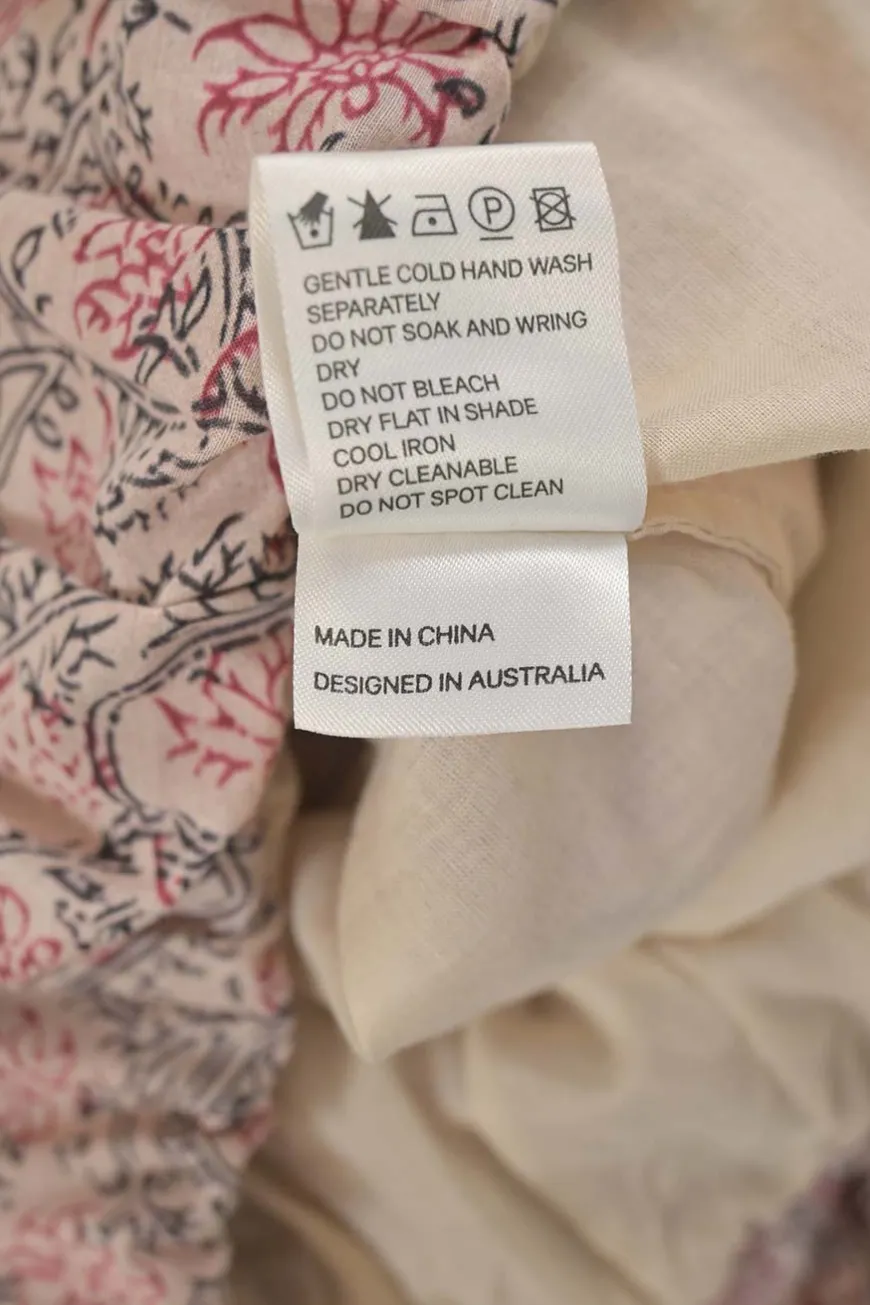 P
GENTLE COLD HAND WASH
SEPARATELY
DO NOT SOAK AND WRING
DRY
DO NOT BLEACH
DRY FLAT IN SHADE
COOL IRON
DRY CLEANABLE
DO NOT SPOT CLEAN
MADE IN CHINA
DESIGNED IN AUSTRALIA